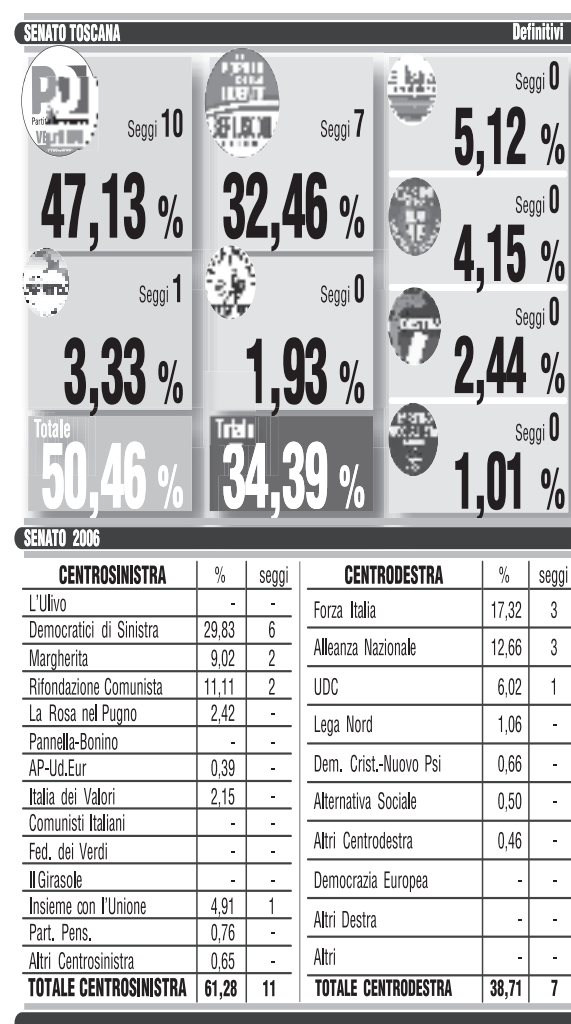 SENATO TOSCANA Definitivi
PD
Seggi 10
47,13 %
Seggi 7
32,46 %
Seggi 0
5,12 %
Seggi 0
4,15 %
Seggi 1
3,33 %
Seggi 0
1,93 %
Seggi 0
2,44 %
Seggi 0
1,01 %
Totale
50,46 %
Totale
34,39 %
SENATO 2006
CENTROSINISTRA % seggi
L'Ulivo - -
Democratici di Sinistra 29,83 6
Margherita 9,02 2
Rifondazione Comunista 11,11 2
La Rosa nel Pugno 2,42 -
Pannella-Bonino - -
AP-Ud.Eur 0,39 -
Italia dei Valori 2,15 -
Comunisti Italiani - -
Fed. dei Verdi - -
Il Girasole - -
Insieme con l'Unione 4,91 1
Part. Pens. 0,76 -
Altri Centrosinistra 0,65 -
TOTALE CENTROSINISTRA 61,28 11
CENTRODESTRA % seggi
Forza Italia 17,32 3
Alleanza Nazionale 12,66 3
UDC 6,02 1
Lega Nord 1,06 -
Dem. Crist.-Nuovo Psi 0,66 -
Alternativa Sociale 0,50 -
Altri Centrodestra 0,46 -
Democrazia Europea - -
Altri Destra - -
Altri - -
TOTALE CENTRODESTRA 38,71 7